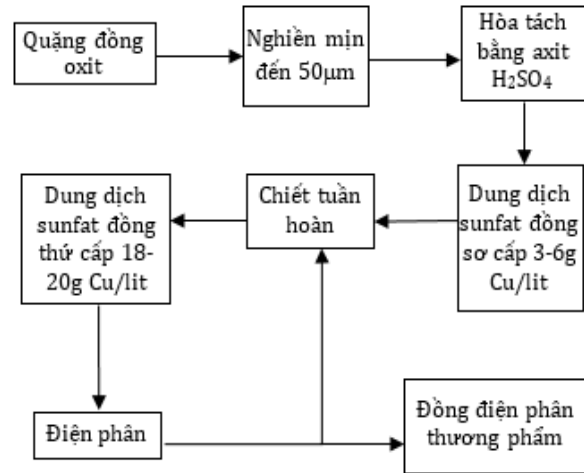 Quặng đồng
oxit
Nghiền mịn
đến 50µm
Hòa tách
bằng axit
H₂SO₄
Dung dịch
sunfat đồng
sơ cấp 3-6g
Cu/lit
Chiết tuần
hoàn
Dung dịch
sunfat đồng
thứ cấp 18-
20g Cu/lit
Điện phân
Đồng điện phân
thương phẩm